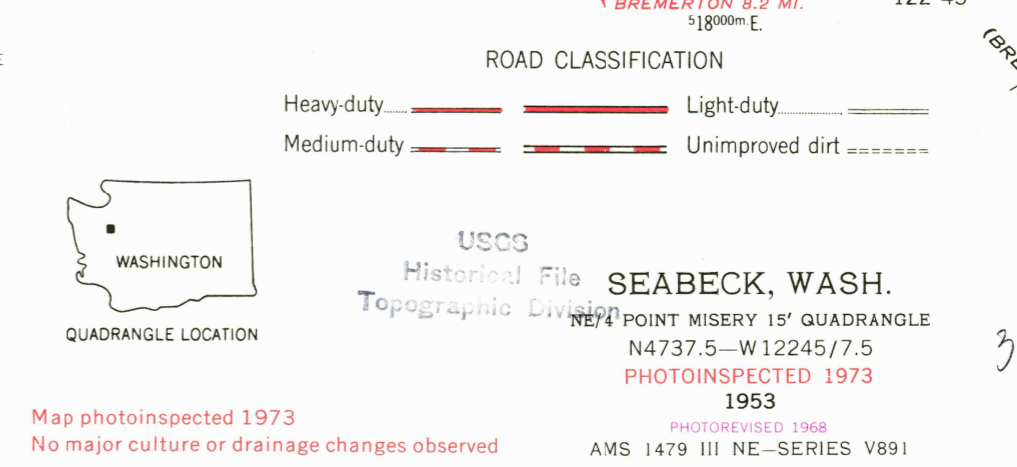 BREMERTON 8.2 MI.
⁵18⁰⁰⁰ᵐ·E.
ROAD CLASSIFICATION
Heavy-duty
Light-duty
Medium-duty
Unimproved dirt
WASHINGTON
QUADRANGLE LOCATION
USGS
Historical File
Topographic Division
SEABECK, WASH.
NE/4 POINT MISERY 15′ QUADRANGLE
N4737.5—W12245/7.5
PHOTOINSPECTED 1973
1953
PHOTOREVISED 1968
AMS 1479 III NE—SERIES V891
Map photoinspected 1973
No major culture or drainage changes observed
3